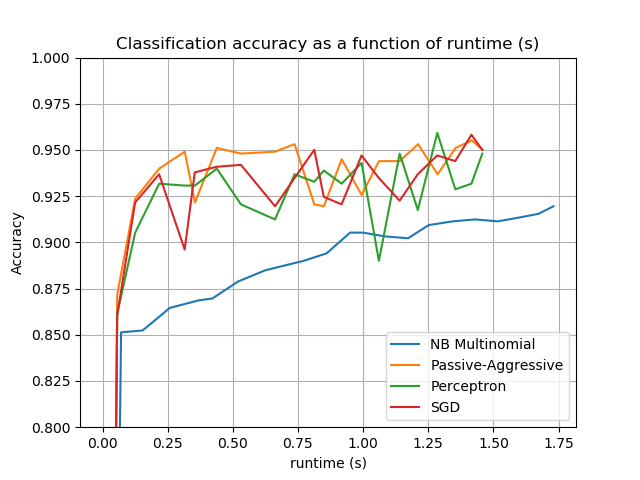 Classification accuracy as a function of runtime (s)
1.000
0.975
0.950
0.925
0.900
0.875
0.850
0.825
0.800
Accuracy
NB Multinomial
Passive-Aggressive
Perceptron
SGD
0.00 0.25 0.50 0.75 1.00 1.25 1.50 1.75
runtime (s)